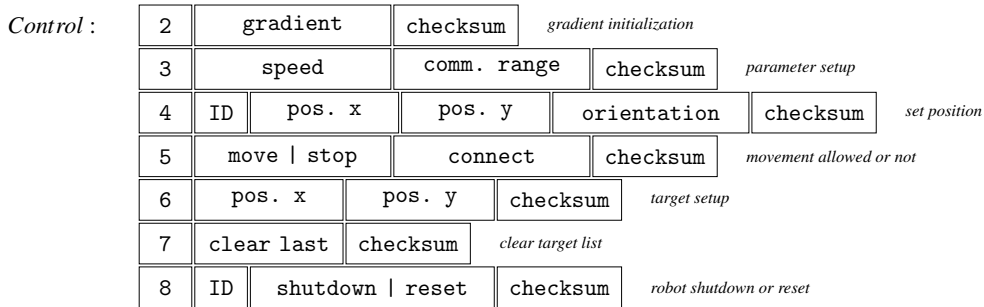 Control : 2 gradient checksum gradient initialization
3 speed comm. range checksum parameter setup
4 ID pos. x pos. y orientation checksum set position
5 move | stop connect checksum movement allowed or not
6 pos. x pos. y checksum target setup
7 clear last checksum clear target list
8 ID shutdown | reset checksum robot shutdown or reset